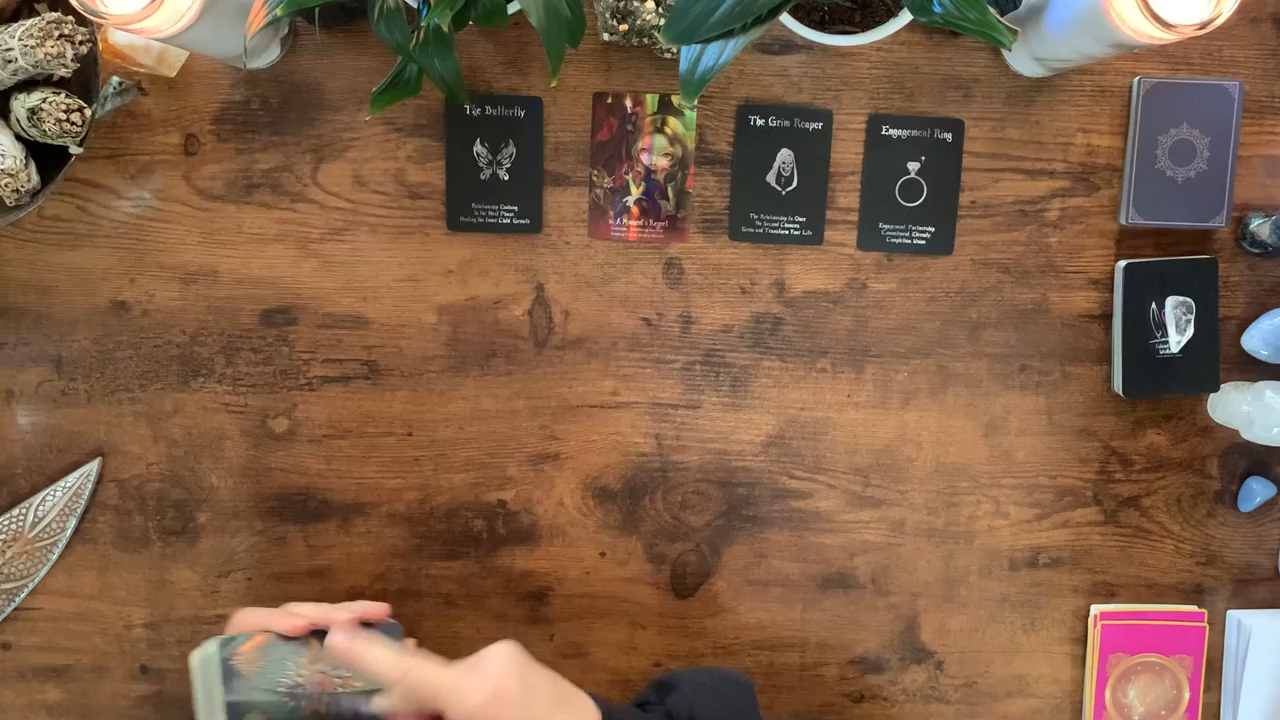 The Butterfly
Relationship Evolving
To the Next Phase
Healing the Inner Child Growth
A Moment's Regret
The Grim Reaper
The Relationship Is Over
No Second Chances
Grow and Transform Your Life
Engagement Ring
Engagement Partnership
Commitment Eternity
Completion Union